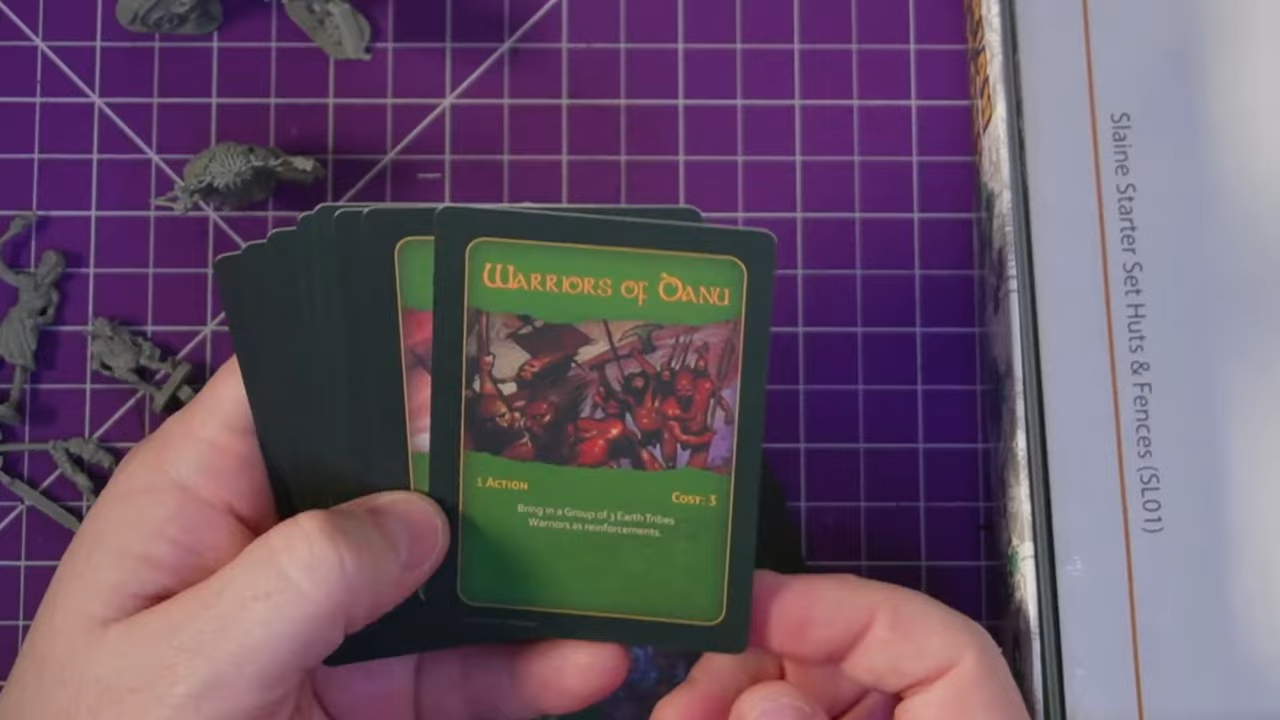 Warriors of Danu
1 Action
Cost: 3
Bring in a Group of 3 Earth Tribes
Warriors as reinforcements.
Slaine Starter Set Huts & Fences (SL01)